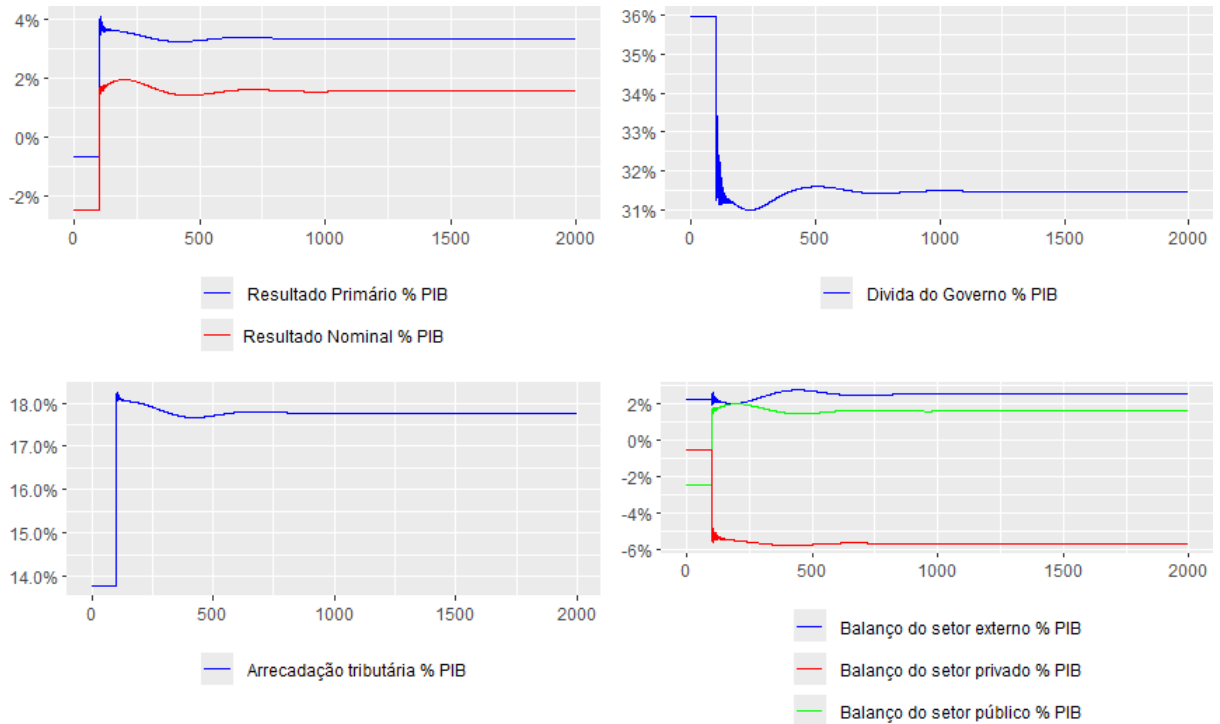 4%
2%
0%
-2%
0 500 1000 1500 2000
Resultado Primário % PIB
Resultado Nominal % PIB
36%
35%
34%
33%
32%
31%
0 500 1000 1500 2000
Divida do Governo % PIB
18.0%
17.0%
16.0%
15.0%
14.0%
0 500 1000 1500 2000
Arrecadação tributária % PIB
2%
0%
-2%
-4%
-6%
0 500 1000 1500 2000
Balanço do setor externo % PIB
Balanço do setor privado % PIB
Balanço do setor público % PIB